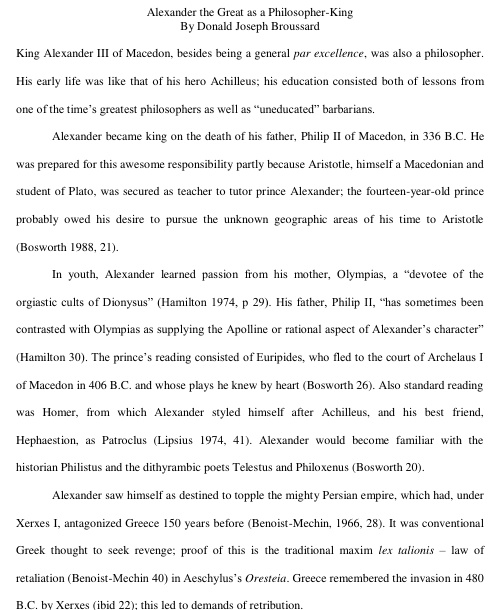 Alexander the Great as a Philosopher-King
By Donald Joseph Broussard
King Alexander III of Macedon, besides being a general par excellence, was also a philosopher.
His early life was like that of his hero Achilleus; his education consisted both of lessons from
one of the time's greatest philosophers as well as “uneducated” barbarians.
Alexander became king on the death of his father, Philip II of Macedon, in 336 B.C. He
was prepared for this awesome responsibility partly because Aristotle, himself a Macedonian and
student of Plato, was secured as teacher to tutor prince Alexander; the fourteen-year-old prince
probably owed his desire to pursue the unknown geographic areas of his time to Aristotle
(Bosworth 1988, 21).
In youth, Alexander learned passion from his mother, Olympias, a “devotee of the
orgiastic cults of Dionysus” (Hamilton 1974, p 29). His father, Philip II, “has sometimes been
contrasted with Olympias as supplying the Apolline or rational aspect of Alexander's character”
(Hamilton 30). The prince's reading consisted of Euripides, who fled to the court of Archelaus I
of Macedon in 406 B.C. and whose plays he knew by heart (Bosworth 26). Also standard reading
was Homer, from which Alexander styled himself after Achilleus, and his best friend,
Hephaestion, as Patroclus (Lipsius 1974, 41). Alexander would become familiar with the
historian Philistus and the dithyrambic poets Telestus and Philoxenus (Bosworth 20).
Alexander saw himself as destined to topple the mighty Persian empire, which had, under
Xerxes I, antagonized Greece 150 years before (Benoist-Mechin, 1966, 28). It was conventional
Greek thought to seek revenge; proof of this is the traditional maxim lex talionis – law of
retaliation (Benoist-Mechin 40) in Aeschylus's Oresteia. Greece remembered the invasion in 480
B.C. by Xerxes (ibid 22); this led to demands of retribution.